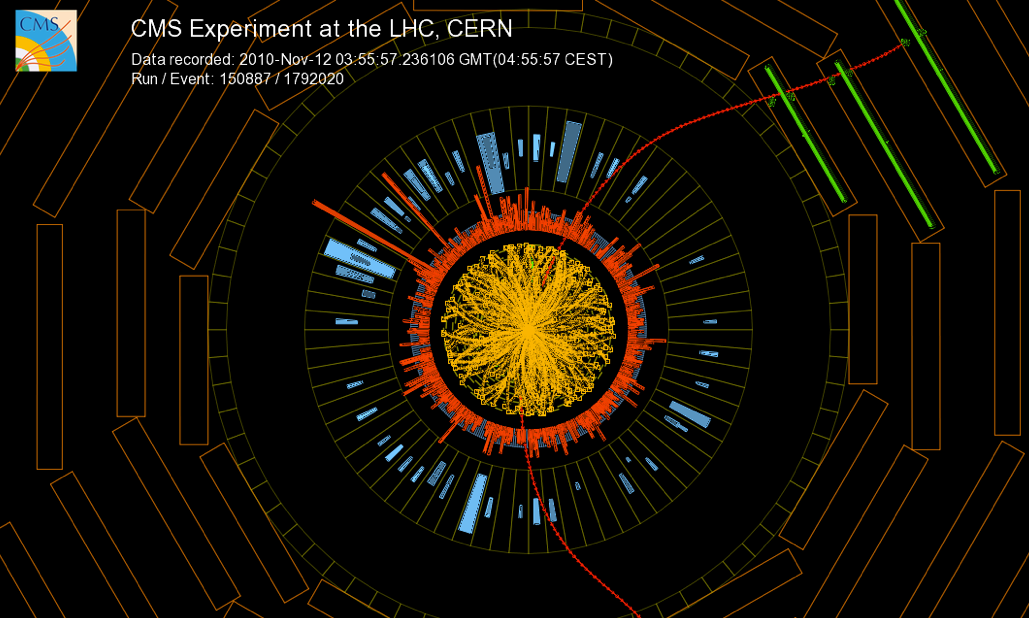 CMS
CMS Experiment at the LHC, CERN
Data recorded: 2010-Nov-12 03:55:57.236106 GMT(04:55:57 CEST)
Run / Event: 150887 / 1792020